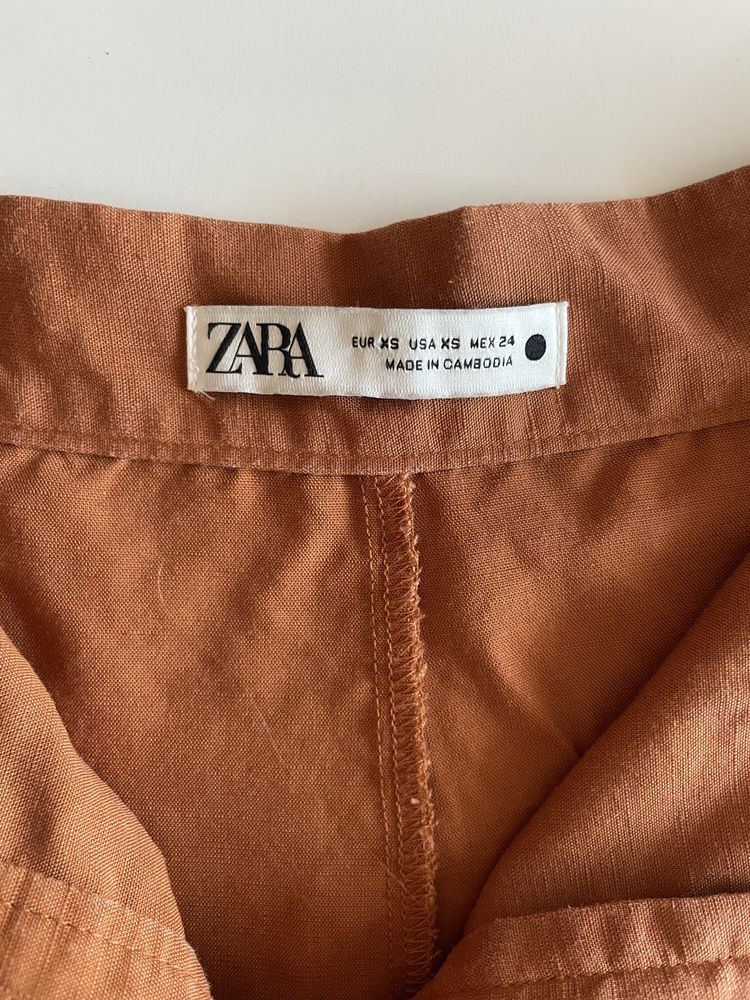 ZARA
EUR XS USA XS MEX 24
MADE IN CAMBODIA